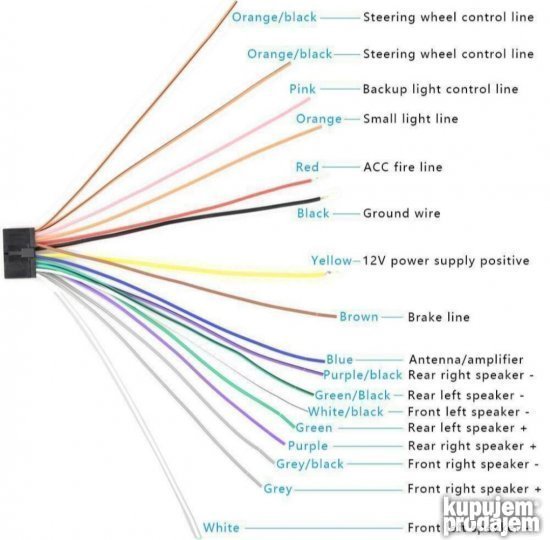 Orange/black Steering wheel control line
Orange/black Steering wheel control line
Pink Backup light control line
Orange Small light line
Red ACC fire line
Black Ground wire
Yellow 12V power supply positive
Brown Brake line
Blue Antenna/amplifier
Purple/black Rear right speaker -
Green/Black Rear left speaker -
White/black Front left speaker -
Green Rear left speaker +
Purple Rear right speaker +
Grey/black Front right speaker -
Grey Front right speaker +
kupujem
prodajem
White Front